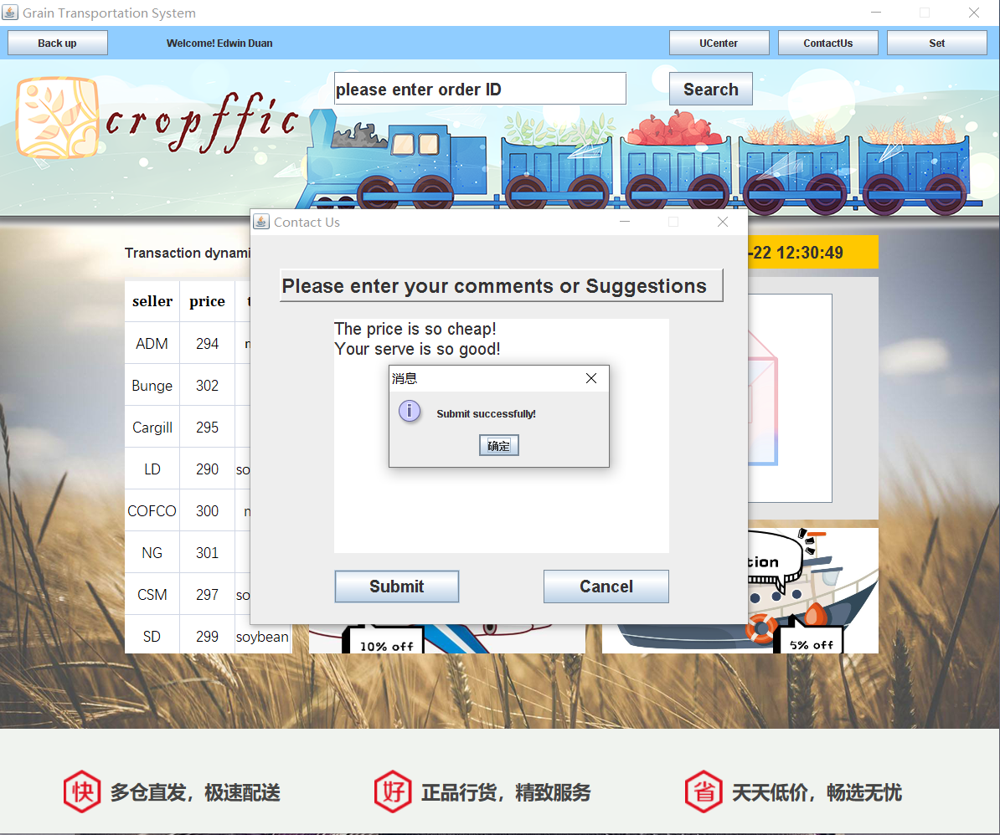 Grain Transportation System
Back up
Welcome! Edwin Duan
UCenter
ContactUs
Set
cropffic
please enter order ID
Search
Contact Us
Transaction dynami
-22 12:30:49
Please enter your comments or Suggestions
seller price t
The price is so cheap!
Your serve is so good!
ADM 294
消息
Bunge 302
Submit successfully!
Cargill 295
确定
LD 290 so
COFCO 300
NG 301
tion
CSM 297 so
Submit
Cancel
SD 299 soybean
10% off
5% off
快 多仓直发，极速配送
好 正品行货，精致服务
省 天天低价，畅选无忧